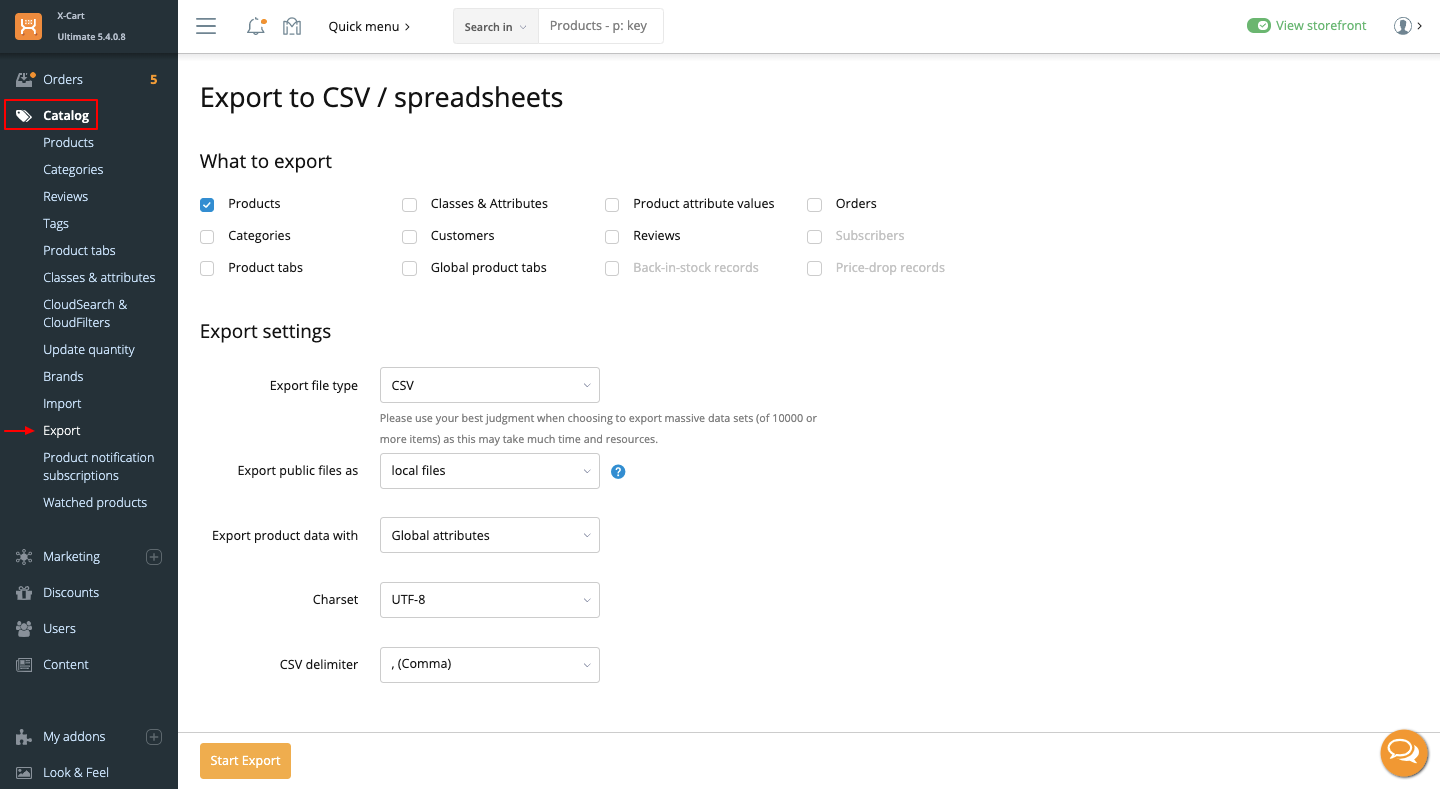 X-Cart
Ultimate 5.4.0.8
Quick menu
Search in
Products - p: key
View storefront
Orders
5
Catalog
Products
Categories
Reviews
Tags
Product tabs
Classes & attributes
CloudSearch &
CloudFilters
Update quantity
Brands
Import
Export
Product notification
subscriptions
Watched products
Marketing
Discounts
Users
Content
My addons
Look & Feel
Export to CSV / spreadsheets
What to export
Products
Classes & Attributes
Product attribute values
Orders
Categories
Customers
Reviews
Subscribers
Product tabs
Global product tabs
Back-in-stock records
Price-drop records
Export settings
Export file type
CSV
Please use your best judgment when choosing to export massive data sets (of 10000 or
more items) as this may take much time and resources.
Export public files as
local files
?
Export product data with
Global attributes
Charset
UTF-8
CSV delimiter
, (Comma)
Start Export